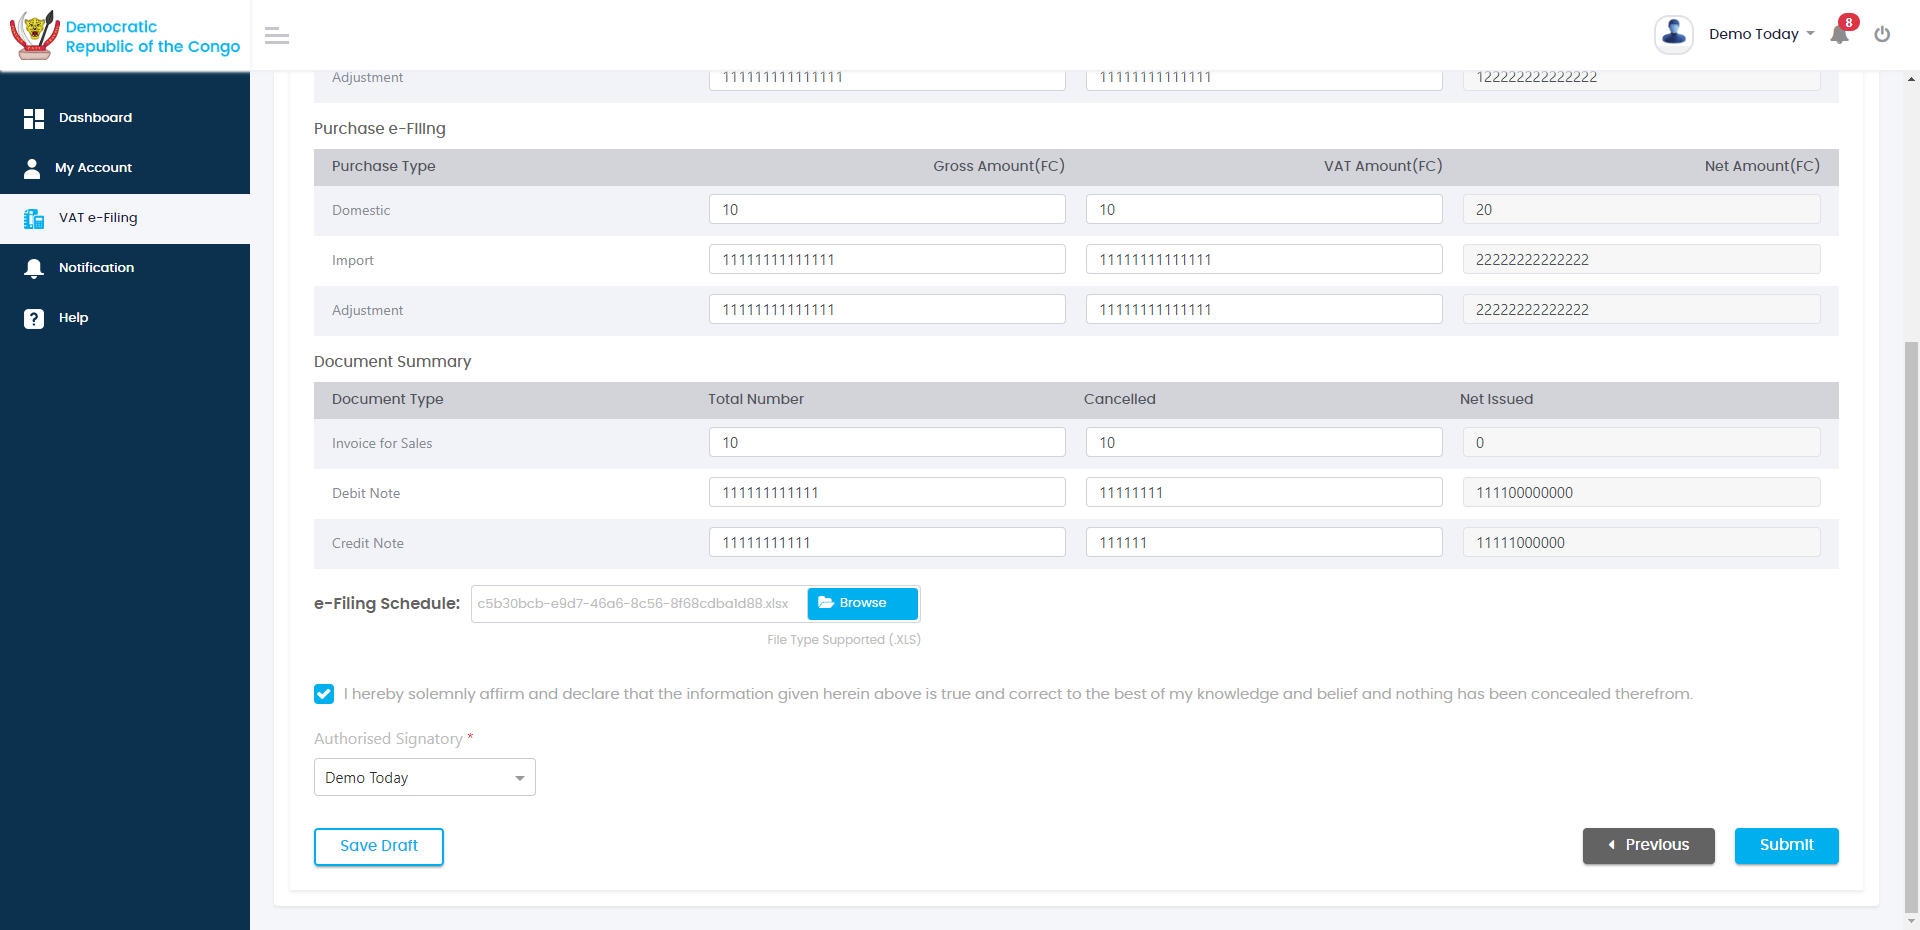 Democratic
Republic of the Congo
Demo Today
8
Dashboard
My Account
VAT e-Filing
Notification
Help
Adjustment 111111111111111 11111111111111 122222222222222
Purchase e-Filing
Purchase Type Gross Amount(FC) VAT Amount(FC) Net Amount(FC)
Domestic 10 10 20
Import 11111111111111 11111111111111 22222222222222
Adjustment 11111111111111 11111111111111 22222222222222
Document Summary
Document Type Total Number Cancelled Net Issued
Invoice for Sales 10 10 0
Debit Note 111111111111 11111111 111100000000
Credit Note 11111111111 111111 11111000000
e-Filing Schedule: c5b30bcb-e9d7-46a6-8c56-8f68cdba1d88.xlsx Browse
File Type Supported (.XLS)
I hereby solemnly affirm and declare that the information given herein above is true and correct to the best of my knowledge and belief and nothing has been concealed therefrom.
Authorised Signatory *
Demo Today
Save Draft Previous Submit